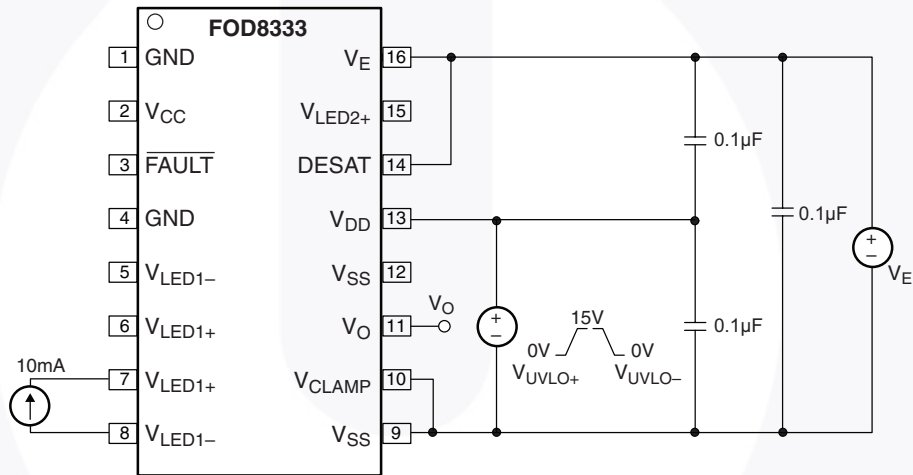 FOD8333
1 GND
2 VCC
3 FAULT
4 GND
5 VLED1–
6 VLED1+
7 VLED1+
8 VLED1–
VE 16
VLED2+ 15
DESAT 14
VDD 13
VSS 12
VO 11
VCLAMP 10
VSS 9
10mA
VO
+
–
15V
0V
0V
VUVLO+
VUVLO–
0.1µF
0.1µF
0.1µF
+
–
VE